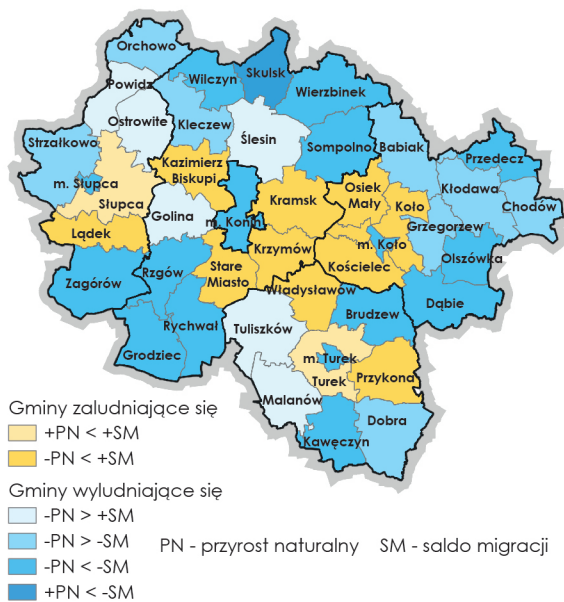 Orchowo
Skulsk
Wilczyn
Powidz
Wierzbinek
Ostrowite
Kleczew
Ślesin
Strzałkowo
Sompolno
Babiak
Przedecz
Kazimierz
Biskupi
m. Słupca
Osiek
Mały
Kłodawa
Słupca
Kramsk
Koło
Chodów
Golina
m. Konin
Grzegorzew
Lądek
Krzymów
m. Koło
Kościelec
Olszówka
Stare
Miasto
Rzgów
Zagórów
Władysławów
Dąbie
Brudzew
Rychwał
Tuliszków
Grodziec
m. Turek
Turek
Przykona
Malanów
Dobra
Kawęczyn
Gminy zaludniające się
+PN < +SM
-PN < +SM
Gminy wyludniające się
-PN > +SM
-PN > -SM
PN - przyrost naturalny SM - saldo migracji
-PN < -SM
+PN < -SM